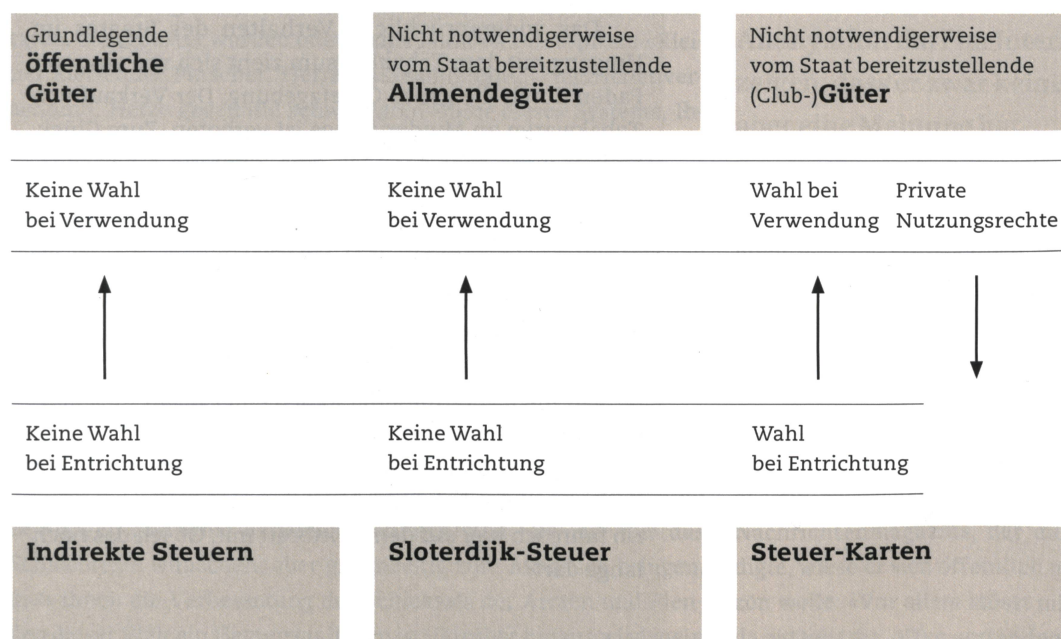 Grundlegende
öffentliche
Güter
Nicht notwendigerweise
vom Staat bereitzustellende
Allmendegüter
Nicht notwendigerweise
vom Staat bereitzustellende
(Club-)Güter
Keine Wahl
bei Verwendung
Keine Wahl
bei Verwendung
Wahl bei
Verwendung
Private
Nutzungsrechte
Keine Wahl
bei Entrichtung
Keine Wahl
bei Entrichtung
Wahl
bei Entrichtung
Indirekte Steuern
Sloterdijk-Steuer
Steuer-Karten